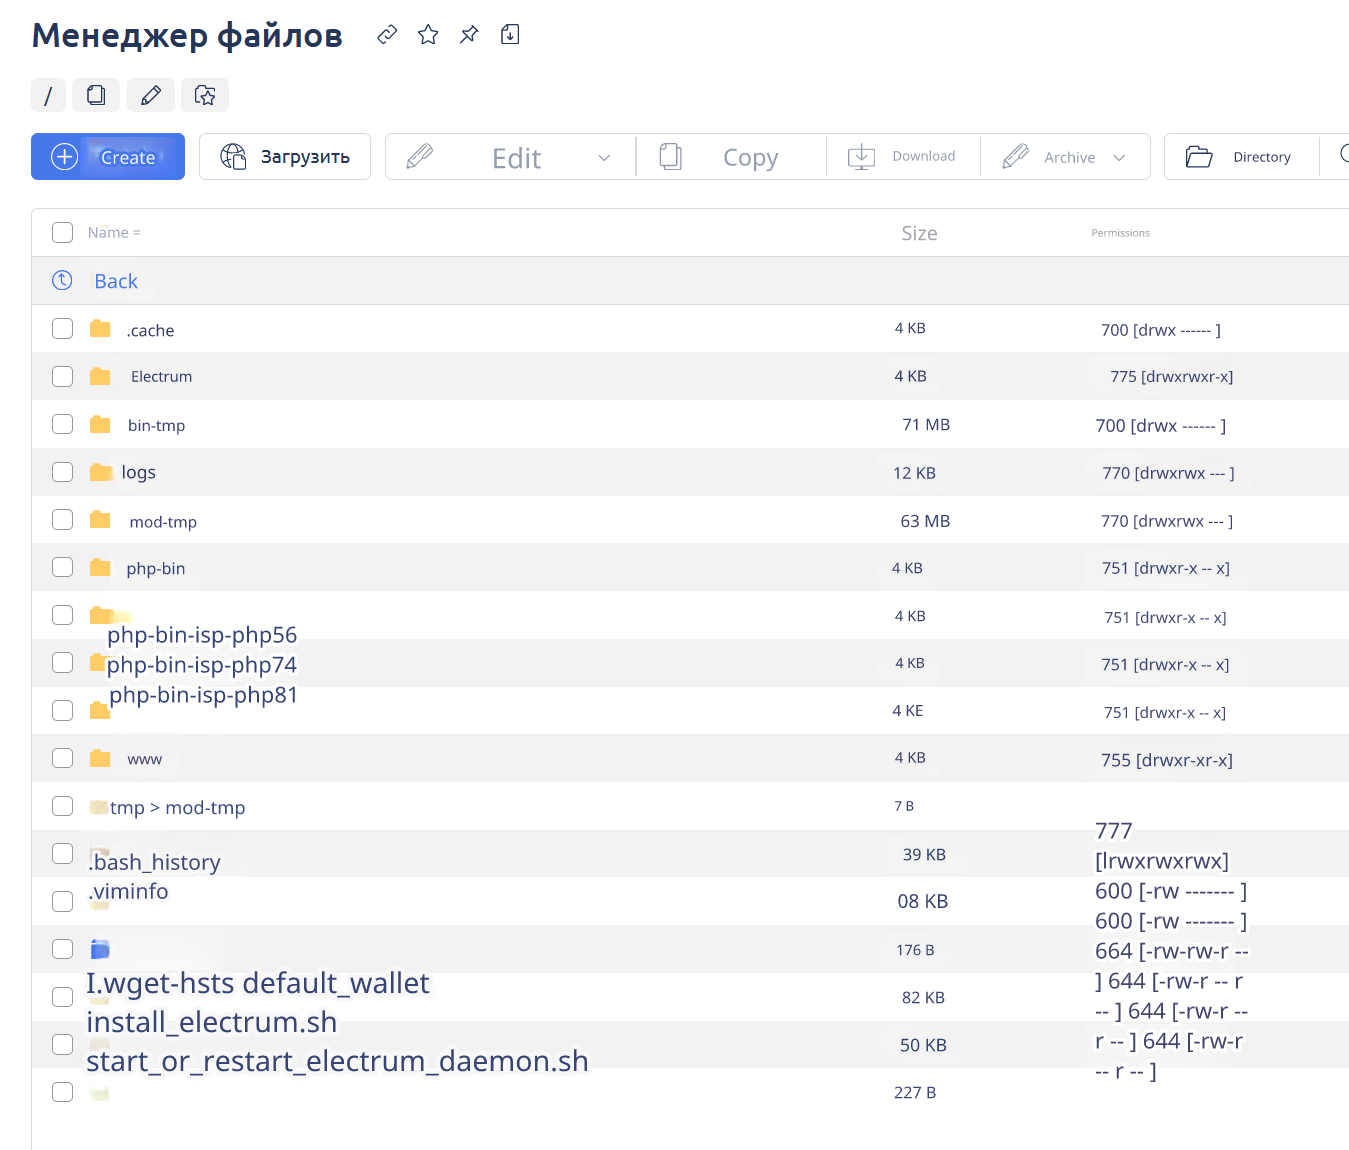 Менеджер файлов
/
Create
Загрузить
Edit
Copy
Download
Archive
Directory
Name =
Size
Permissions
Back
.cache
4 KB
700 [drwx ------ ]
Electrum
4 KB
775 [drwxrwxr-x]
bin-tmp
71 MB
700 [drwx ------ ]
logs
12 KB
770 [drwxrwx --- ]
mod-tmp
63 MB
770 [drwxrwx --- ]
php-bin
4 KB
751 [drwxr-x -- x]
php-bin-isp-php56
4 KB
751 [drwxr-x -- x]
php-bin-isp-php74
4 KB
751 [drwxr-x -- x]
php-bin-isp-php81
4 KE
751 [drwxr-x -- x]
www
4 KB
755 [drwxr-xr-x]
tmp > mod-tmp
7 B
.bash_history
39 KB
.viminfo
08 KB
176 B
I.wget-hsts default_wallet
82 KB
install_electrum.sh
50 KB
start_or_restart_electrum_daemon.sh
227 B
777
[lrwxrwxrwx]
600 [-rw ------- ]
600 [-rw ------- ]
664 [-rw-rw-r --
] 644 [-rw-r -- r
-- ] 644 [-rw-r --
r -- ] 644 [-rw-r
-- r -- ]